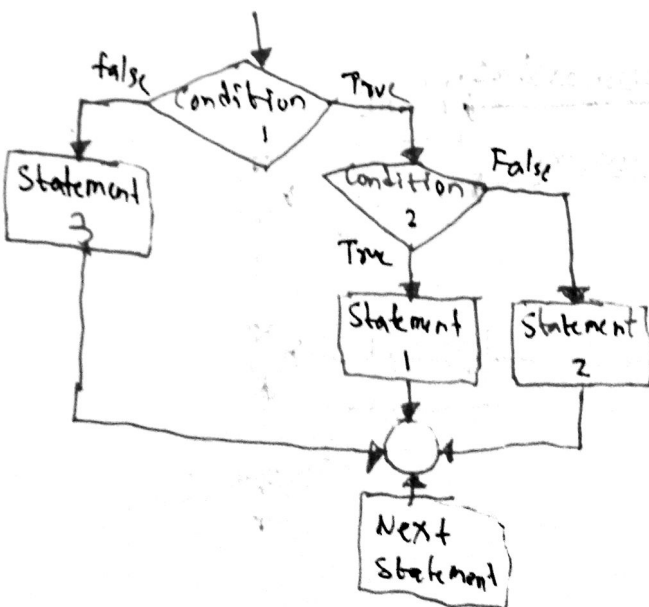 false
Condition
1
True
Statement
3
Condition
2
False
True
Statement
1
Statement
2
Next
Statement